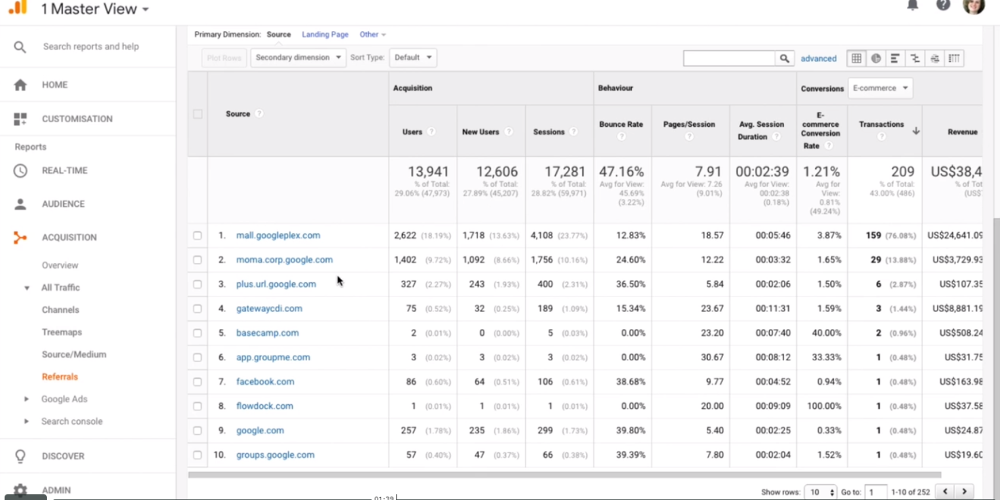 1 Master View
Search reports and help
HOME
CUSTOMISATION
Reports
REAL-TIME
AUDIENCE
ACQUISITION
Overview
All Traffic
Channels
Treemaps
Source/Medium
Referrals
Google Ads
Search console
DISCOVER
ADMIN
Primary Dimension: Source Landing Page Other
Plot Rows Secondary dimension Sort Type: Default advanced
Acquisition Behaviour Conversions E-commerce
Source ? Users ? New Users ? Sessions ? Bounce Rate ? Pages/Session ? Avg. Session Duration ? E-commerce Conversion Rate ? Transactions ? Revenue
13,941 12,606 17,281 47.16% 7.91 00:02:39 1.21% 209 US$38,4
% of Total: 29.06% (47,973) % of Total: 27.89% (45,207) % of Total: 28.82% (59,971) Avg for View: 45.69% (3.22%) Avg for View: 7.26 (9.01%) Avg for View: 00:02:38 (0.18%) Avg for View: 0.81% (49.24%) % of Total: 43.00% (486) % of Tot (US$
1. mall.googleplex.com 2,622 (18.19%) 1,718 (13.63%) 4,108 (23.77%) 12.83% 18.57 00:05:46 3.87% 159 (76.08%) US$24,641.09
2. moma.corp.google.com 1,402 (9.72%) 1,092 (8.66%) 1,756 (10.16%) 24.60% 12.22 00:03:32 1.65% 29 (13.88%) US$3,729.93
3. plus.url.google.com 327 (2.27%) 243 (1.93%) 400 (2.31%) 36.50% 5.84 00:02:06 1.50% 6 (2.87%) US$107.35
4. gatewaycdi.com 75 (0.52%) 32 (0.25%) 189 (1.09%) 15.34% 23.67 00:11:31 1.59% 3 (1.44%) US$8,881.19
5. basecamp.com 2 (0.01%) 0 (0.00%) 5 (0.03%) 0.00% 23.20 00:07:40 40.00% 2 (0.96%) US$508.24
6. app.groupme.com 3 (0.02%) 3 (0.02%) 3 (0.02%) 0.00% 30.67 00:08:12 33.33% 1 (0.48%) US$31.75
7. facebook.com 86 (0.60%) 64 (0.51%) 106 (0.61%) 38.68% 9.77 00:04:52 0.94% 1 (0.48%) US$163.98
8. flowdock.com 1 (0.01%) 1 (0.01%) 1 (0.01%) 0.00% 20.00 00:09:09 100.00% 1 (0.48%) US$37.58
9. google.com 257 (1.78%) 235 (1.86%) 299 (1.73%) 39.80% 5.40 00:02:25 0.33% 1 (0.48%) US$24.87
10. groups.google.com 57 (0.40%) 47 (0.37%) 66 (0.38%) 39.39% 7.80 00:02:04 1.52% 1 (0.48%) US$19.60
Show rows: 10 Go to: 1 1-10 of 252
01:39